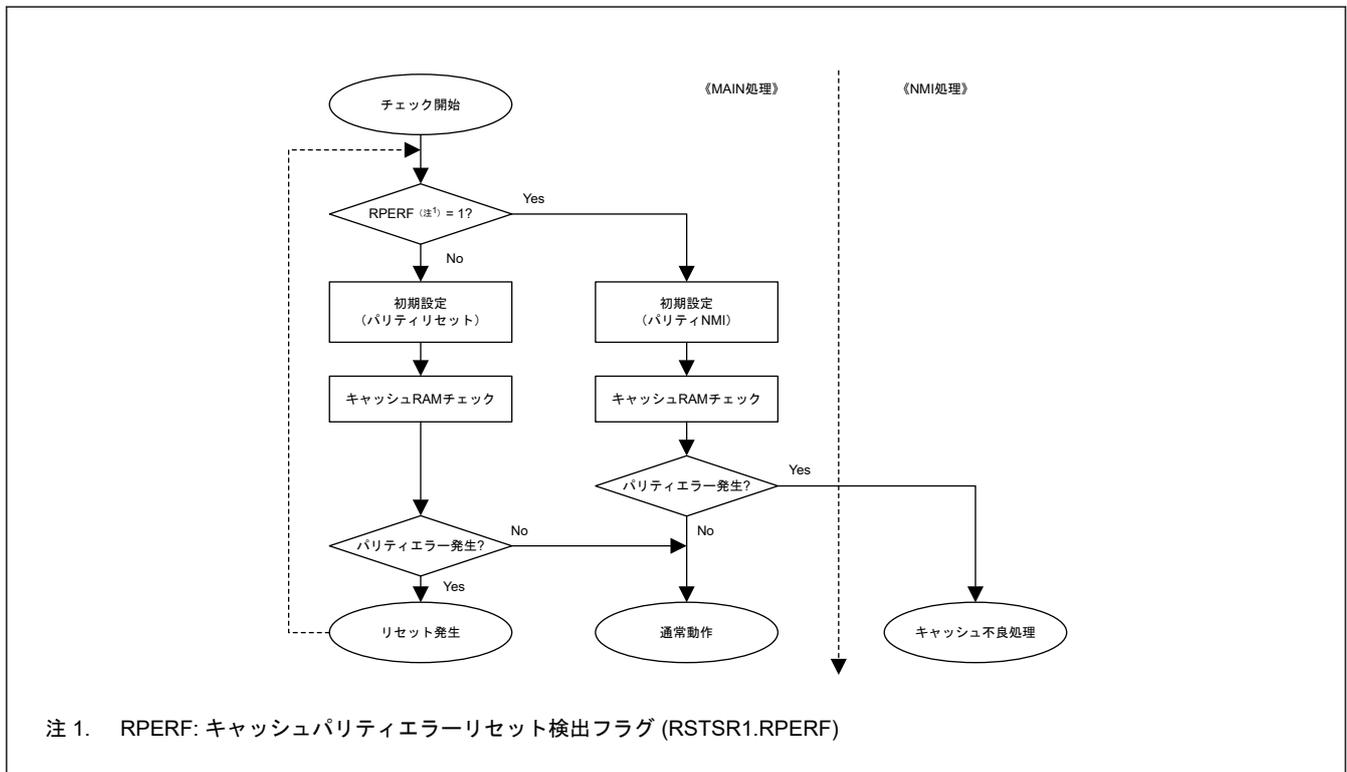 《MAIN処理》
《NMI処理》
チェック開始
RPERF（注1）= 1?
Yes
No
初期設定
（パリティリセット）
初期設定
（パリティNMI）
キャッシュRAMチェック
キャッシュRAMチェック
パリティエラー発生?
Yes
No
パリティエラー発生?
No
Yes
リセット発生
通常動作
キャッシュ不良処理
注 1. RPERF: キャッシュパリティエラーリセット検出フラグ (RSTSR1.RPERF)